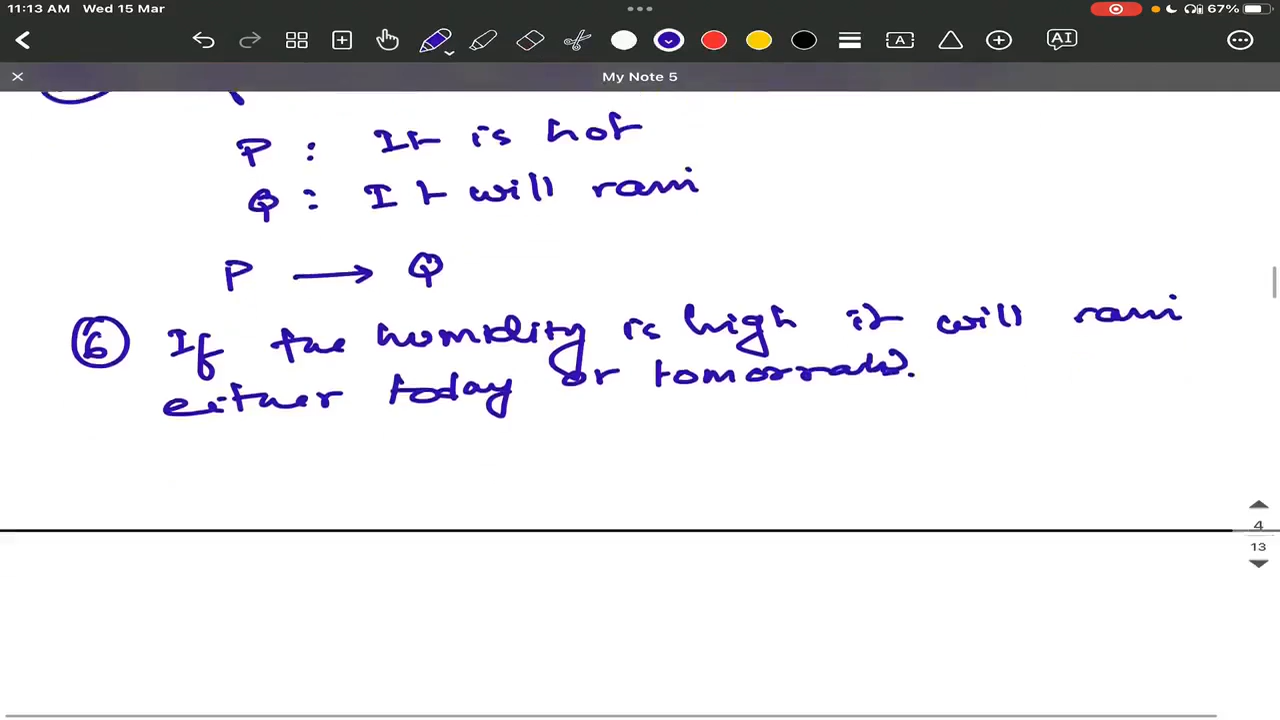 11:13 AM Wed 15 Mar
67%
AI
My Note 5
P : It is hot
Q : It will rain
P → Q
6 If the humidity is high it will rain
either today or tomorrow.
4
13